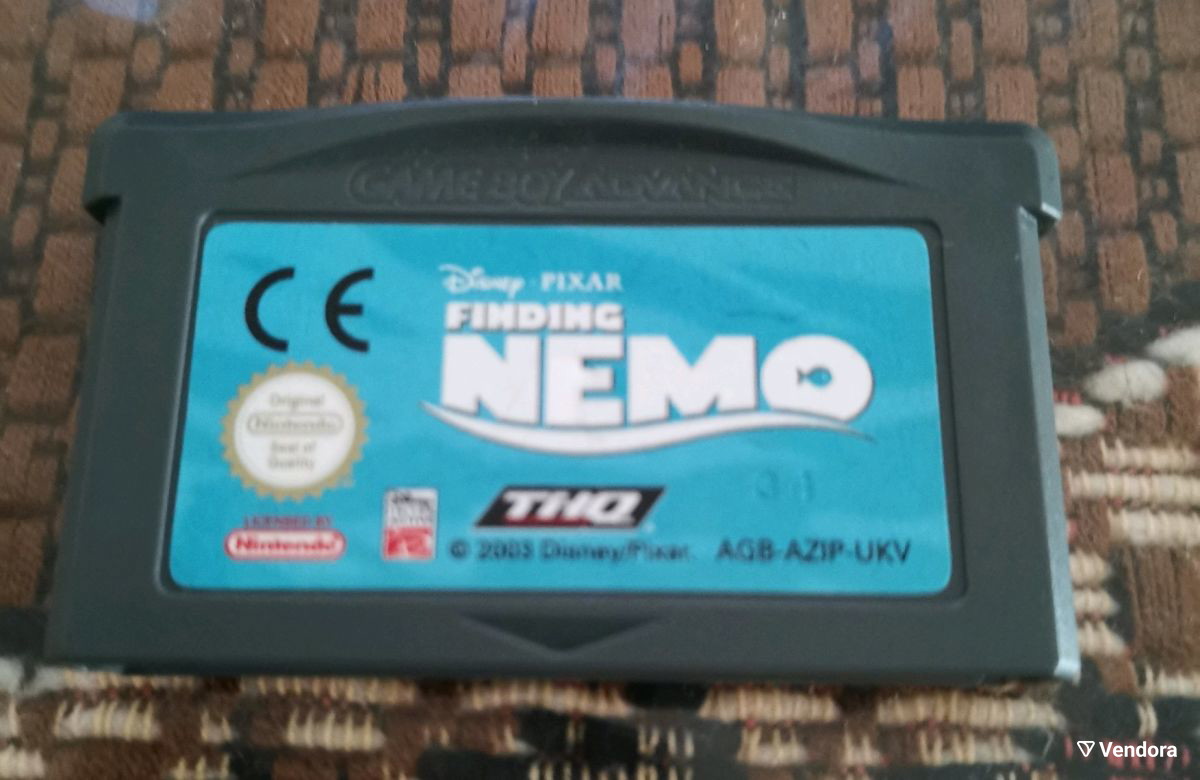 GAME BOY ADVANCE
CE
Disney · PIXAR
FINDING
NEMO
Original
Nintendo
Seal of
Quality
LICENSED BY
Nintendo
THQ
© 2003 Disney/Pixar. AGB-AZIP-UKV
Vendora